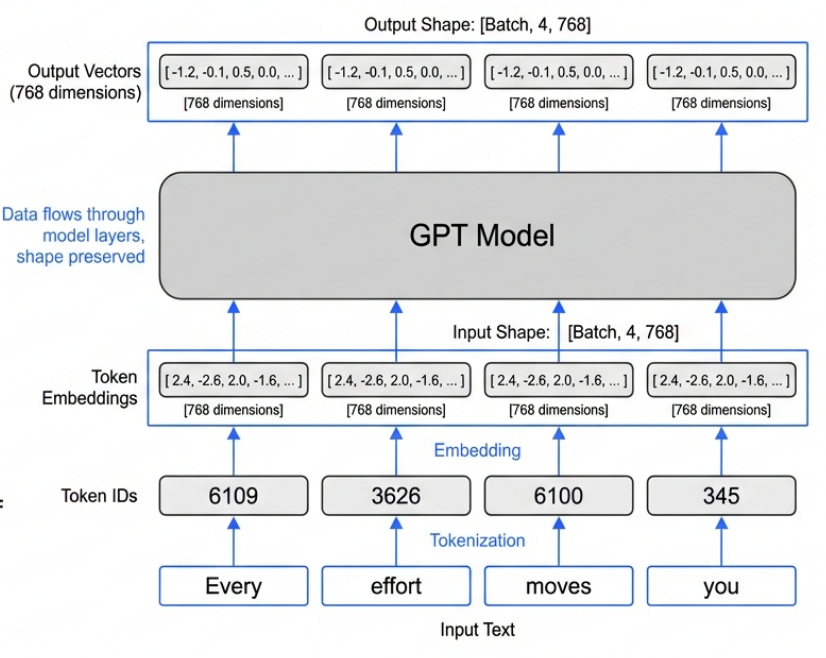 Output Shape: [Batch, 4, 768]
Output Vectors
(768 dimensions)
[ -1.2, -0.1, 0.5, 0.0, ... ] [ -1.2, -0.1, 0.5, 0.0, ... ] [ -1.2, -0.1, 0.5, 0.0, ... ] [ -1.2, -0.1, 0.5, 0.0, ... ]
[768 dimensions] [768 dimensions] [768 dimensions] [768 dimensions]
Data flows through
model layers,
shape preserved
GPT Model
Input Shape: [Batch, 4, 768]
Token
Embeddings
[ 2.4, -2.6, 2.0, -1.6, ... ] [ 2.4, -2.6, 2.0, -1.6, ... ] [ 2.4, -2.6, 2.0, -1.6, ... ] [ 2.4, -2.6, 2.0, -1.6, ... ]
[768 dimensions] [768 dimensions] [768 dimensions] [768 dimensions]
Embedding
Token IDs 6109 3626 6100 345
Tokenization
Every effort moves you
Input Text